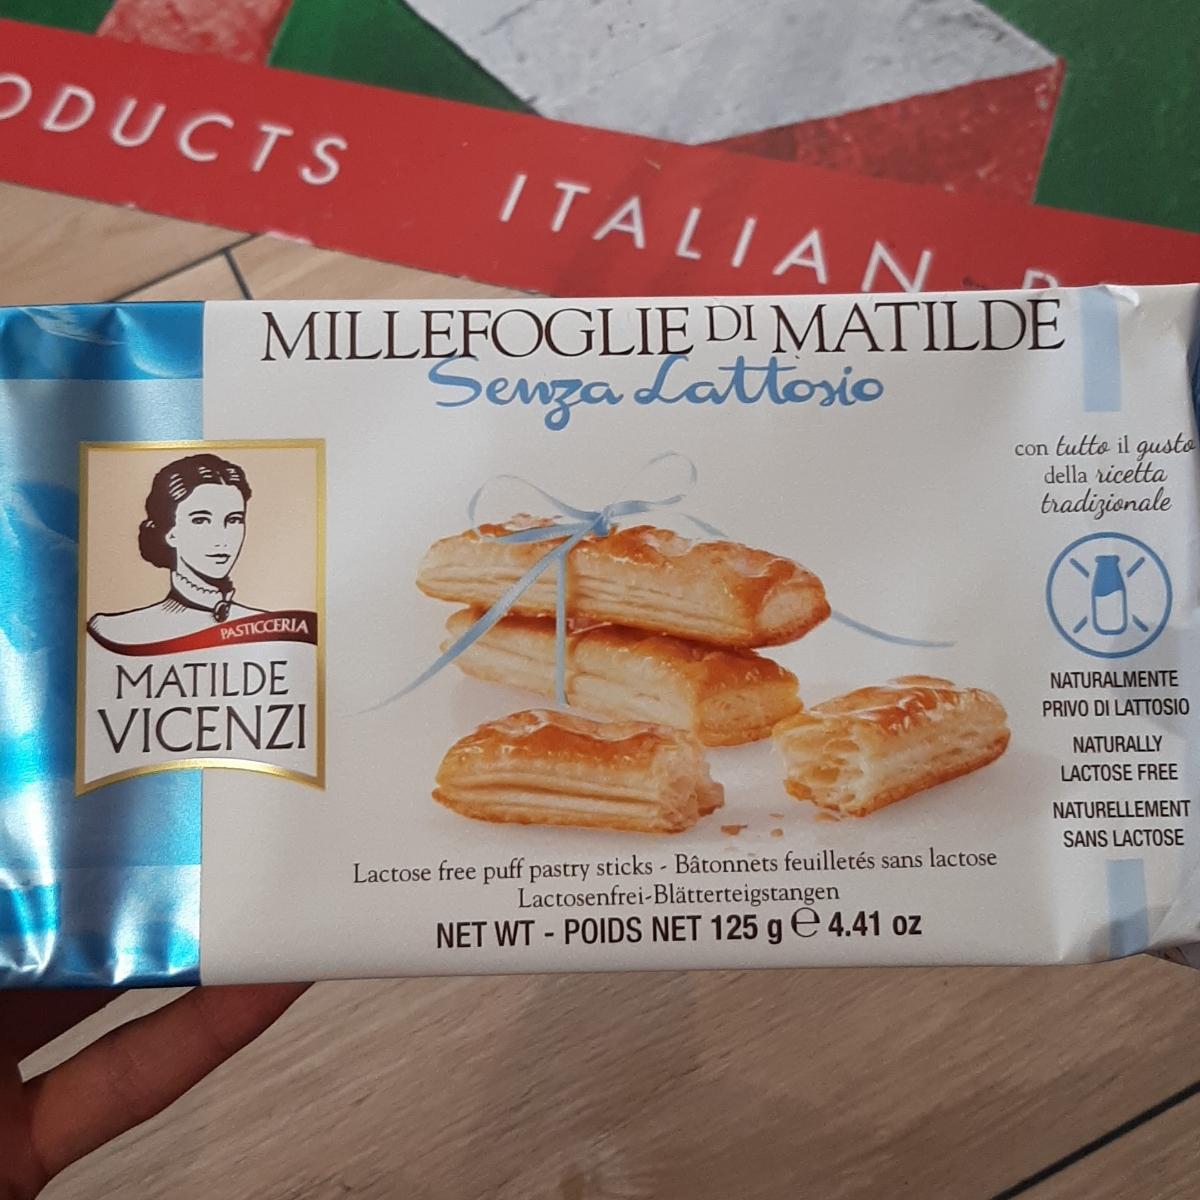 ODUCTS ITALIAN
MILLEFOGLIE DI MATILDE
Senza Lattosio
con tutto il gusto
della ricetta
tradizionale
PASTICCERIA
MATILDE
VICENZI
NATURALMENTE
PRIVO DI LATTOSIO
NATURALLY
LACTOSE FREE
NATURELLEMENT
SANS LACTOSE
Lactose free puff pastry sticks - Bâtonnets feuilletés sans lactose
Lactosenfrei-Blätterteigstangen
NET WT - POIDS NET 125 g ℮ 4.41 oz